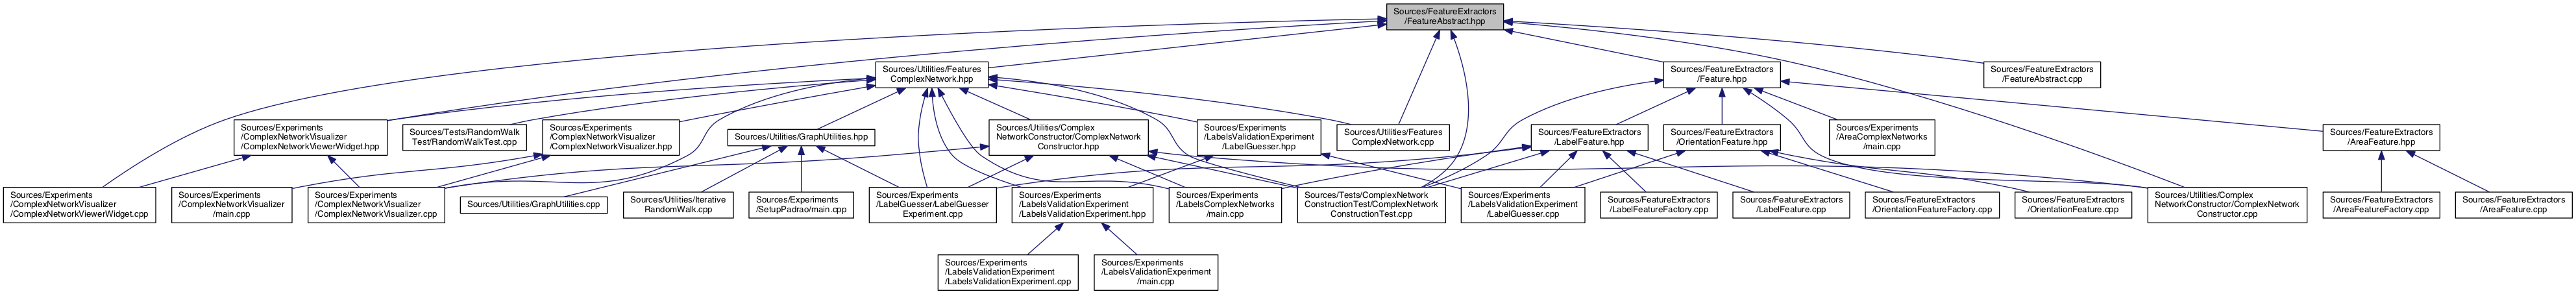 Sources/FeatureExtractors
/FeatureAbstract.hpp
Sources/Utilities/Features
ComplexNetwork.hpp
Sources/FeatureExtractors
/Feature.hpp
Sources/FeatureExtractors
/FeatureAbstract.cpp
Sources/Experiments
/ComplexNetworkVisualizer
/ComplexNetworkViewerWidget.hpp
Sources/Tests/RandomWalk
Test/RandomWalkTest.cpp
Sources/Experiments
/ComplexNetworkVisualizer
/ComplexNetworkVisualizer.hpp
Sources/Utilities/GraphUtilities.hpp
Sources/Utilities/Complex
NetworkConstructor/ComplexNetwork
Constructor.hpp
Sources/Experiments
/LabelsValidationExperiment
/LabelGuesser.hpp
Sources/Utilities/Features
ComplexNetwork.cpp
Sources/FeatureExtractors
/LabelFeature.hpp
Sources/FeatureExtractors
/OrientationFeature.hpp
Sources/Experiments
/AreaComplexNetworks
/main.cpp
Sources/FeatureExtractors
/AreaFeature.hpp
Sources/Experiments
/ComplexNetworkVisualizer
/ComplexNetworkViewerWidget.cpp
Sources/Experiments
/ComplexNetworkVisualizer
/main.cpp
Sources/Experiments
/ComplexNetworkVisualizer
/ComplexNetworkVisualizer.cpp
Sources/Utilities/GraphUtilities.cpp
Sources/Utilities/Iterative
RandomWalk.cpp
Sources/Experiments
/SetupPadrao/main.cpp
Sources/Experiments
/LabelGuesser/LabelGuesser
Experiment.cpp
Sources/Experiments
/LabelsValidationExperiment
/LabelsValidationExperiment.hpp
Sources/Experiments
/LabelsComplexNetworks
/main.cpp
Sources/Tests/ComplexNetwork
ConstructionTest/ComplexNetwork
ConstructionTest.cpp
Sources/Experiments
/LabelsValidationExperiment
/LabelGuesser.cpp
Sources/FeatureExtractors
/LabelFeatureFactory.cpp
Sources/FeatureExtractors
/LabelFeature.cpp
Sources/FeatureExtractors
/OrientationFeatureFactory.cpp
Sources/FeatureExtractors
/OrientationFeature.cpp
Sources/Utilities/Complex
NetworkConstructor/ComplexNetwork
Constructor.cpp
Sources/FeatureExtractors
/AreaFeatureFactory.cpp
Sources/FeatureExtractors
/AreaFeature.cpp
Sources/Experiments
/LabelsValidationExperiment
/LabelsValidationExperiment.cpp
Sources/Experiments
/LabelsValidationExperiment
/main.cpp